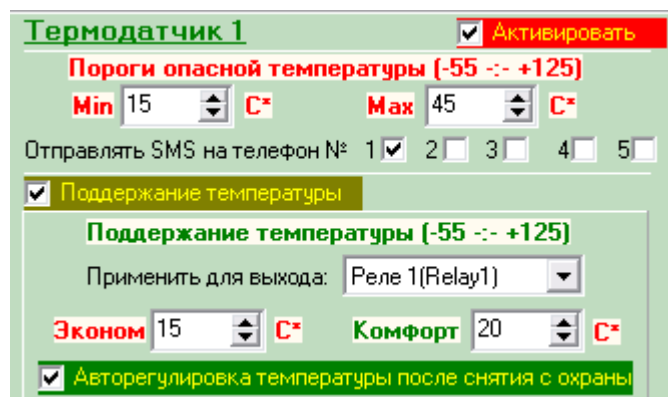 Термодатчик 1 Активировать
Пороги опасной температуры (-55 -:- +125)
Min 15 C* Max 45 C*
Отправлять SMS на телефон № 1 2 3 4 5
Поддержание температуры
Поддержание температуры (-55 -:- +125)
Применить для выхода: Реле 1(Relay1)
Эконом 15 C* Комфорт 20 C*
Авторегулировка температуры после снятия с охраны